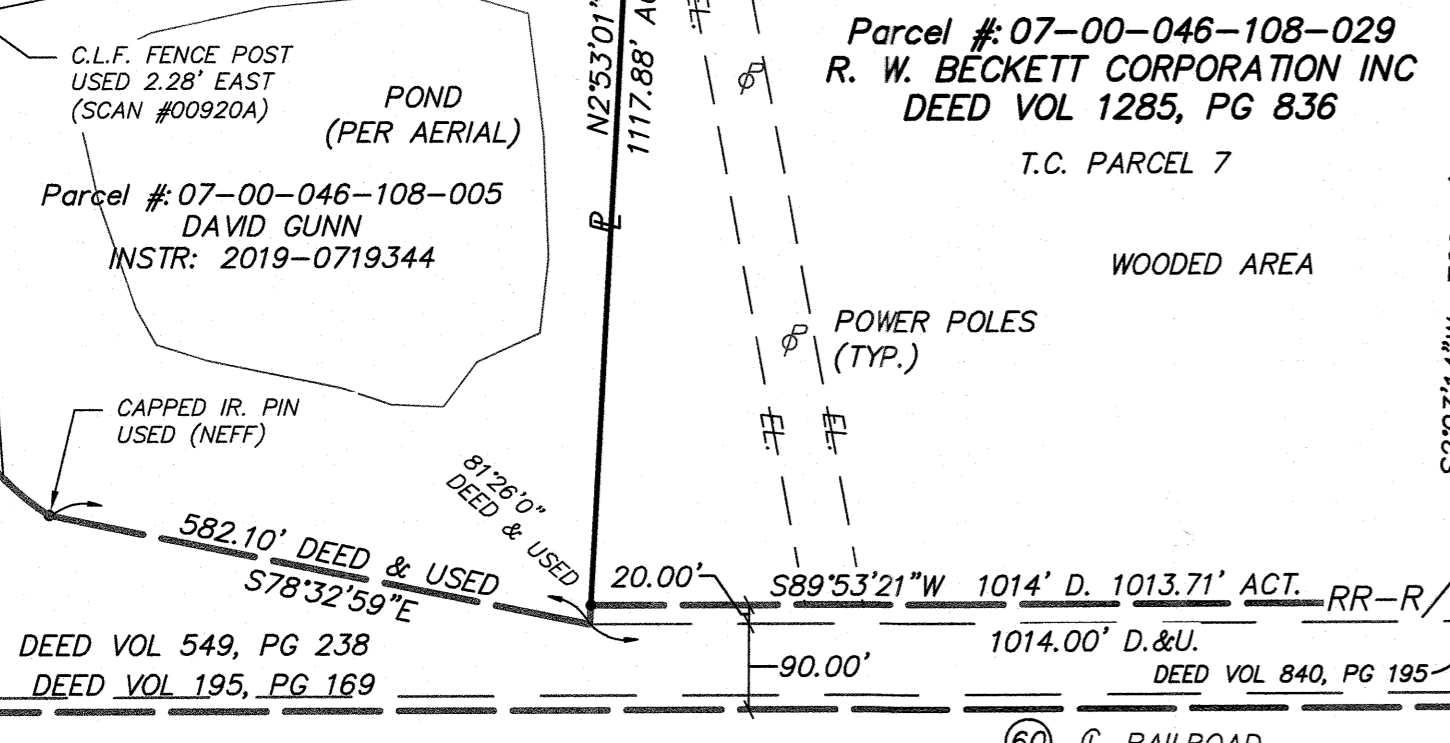 C.L.F. FENCE POST
USED 2.28' EAST
(SCAN #00920A)
POND
(PER AERIAL)
Parcel #: 07-00-046-108-005
DAVID GUNN
INSTR: 2019-0719344
N2°53'01"
1117.88'
Parcel #: 07-00-046-108-029
R. W. BECKETT CORPORATION INC
DEED VOL 1285, PG 836
T.C. PARCEL 7
WOODED AREA
POWER POLES
(TYP.)
PL
EL.
EL.
CAPPED IR. PIN
USED (NEFF)
81°26'0"
DEED & USED
582.10' DEED & USED
S78°32'59"E
20.00'
S89°53'21"W 1014' D. 1013.71' ACT.
RR-R/
1014.00' D.&U.
90.00'
DEED VOL 840, PG 195
DEED VOL 549, PG 238
DEED VOL 195, PG 169
60 ℄ RAILROAD